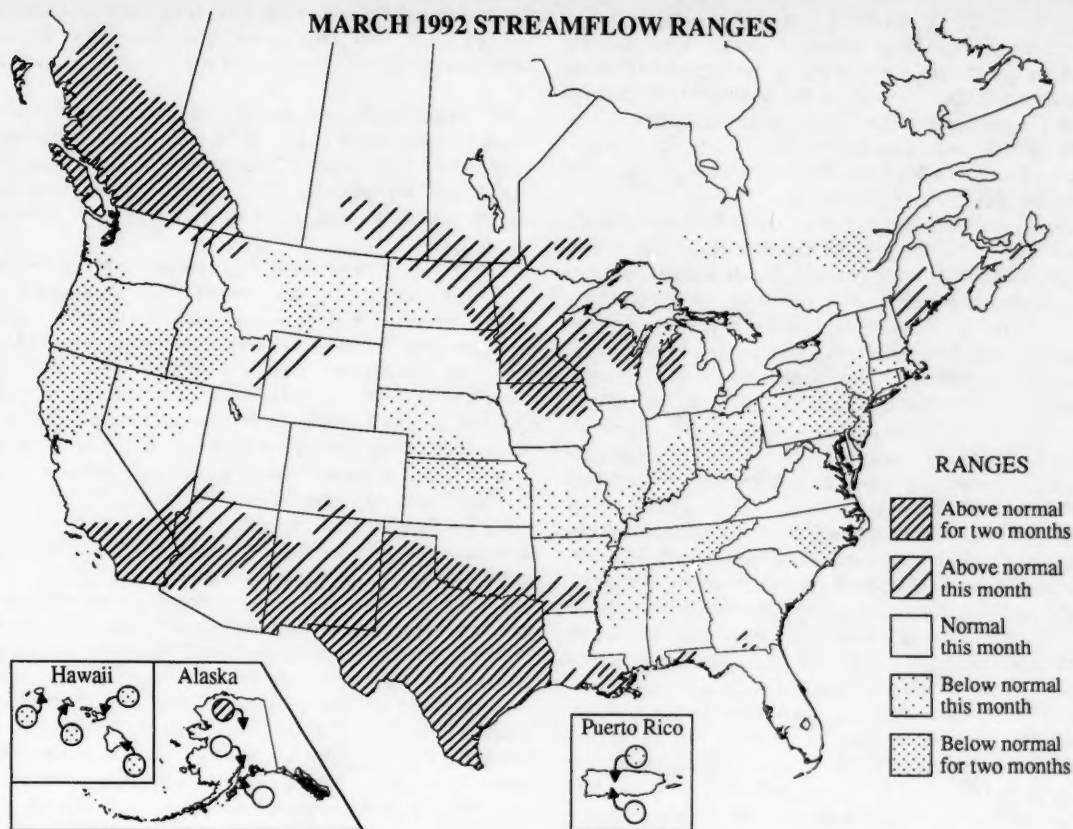 MARCH 1992 STREAMFLOW RANGES
RANGES
Above normal
for two months
Above normal
this month
Normal
this month
Below normal
this month
Below normal
for two months
Hawaii
Alaska
Puerto Rico